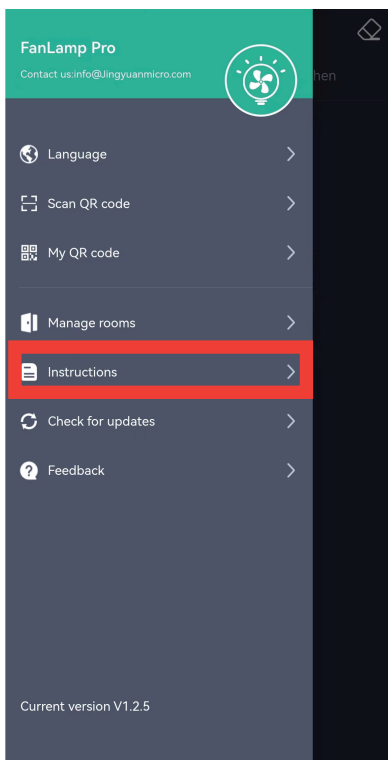 FanLamp Pro
Contact us:info@Jingyuanmicro.com
hen
Language
Scan QR code
My QR code
Manage rooms
Instructions
Check for updates
Feedback
Current version V1.2.5